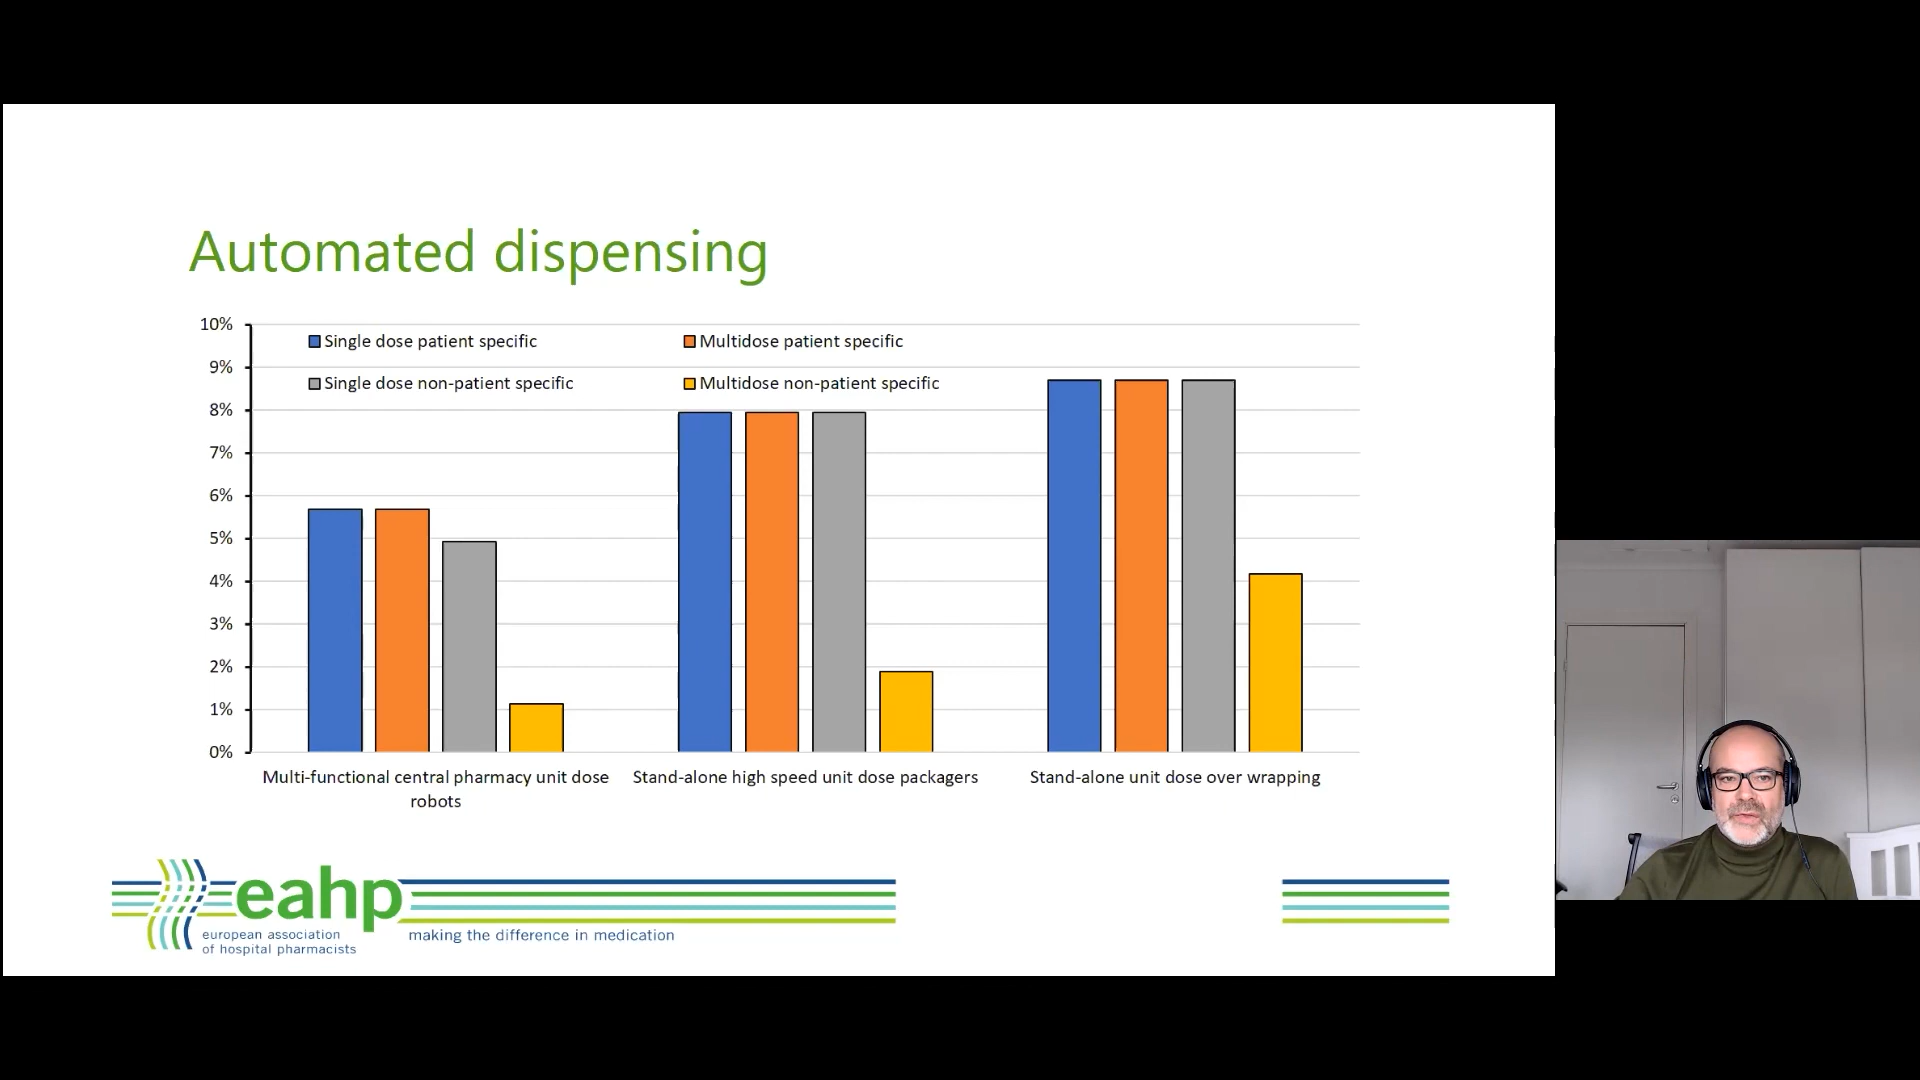 Automated dispensing
10%
9%
8%
7%
6%
5%
4%
3%
2%
1%
0%
Single dose patient specific
Multidose patient specific
Single dose non-patient specific
Multidose non-patient specific
Multi-functional central pharmacy unit dose
robots
Stand-alone high speed unit dose packagers
Stand-alone unit dose over wrapping
eahp
european association
of hospital pharmacists
making the difference in medication